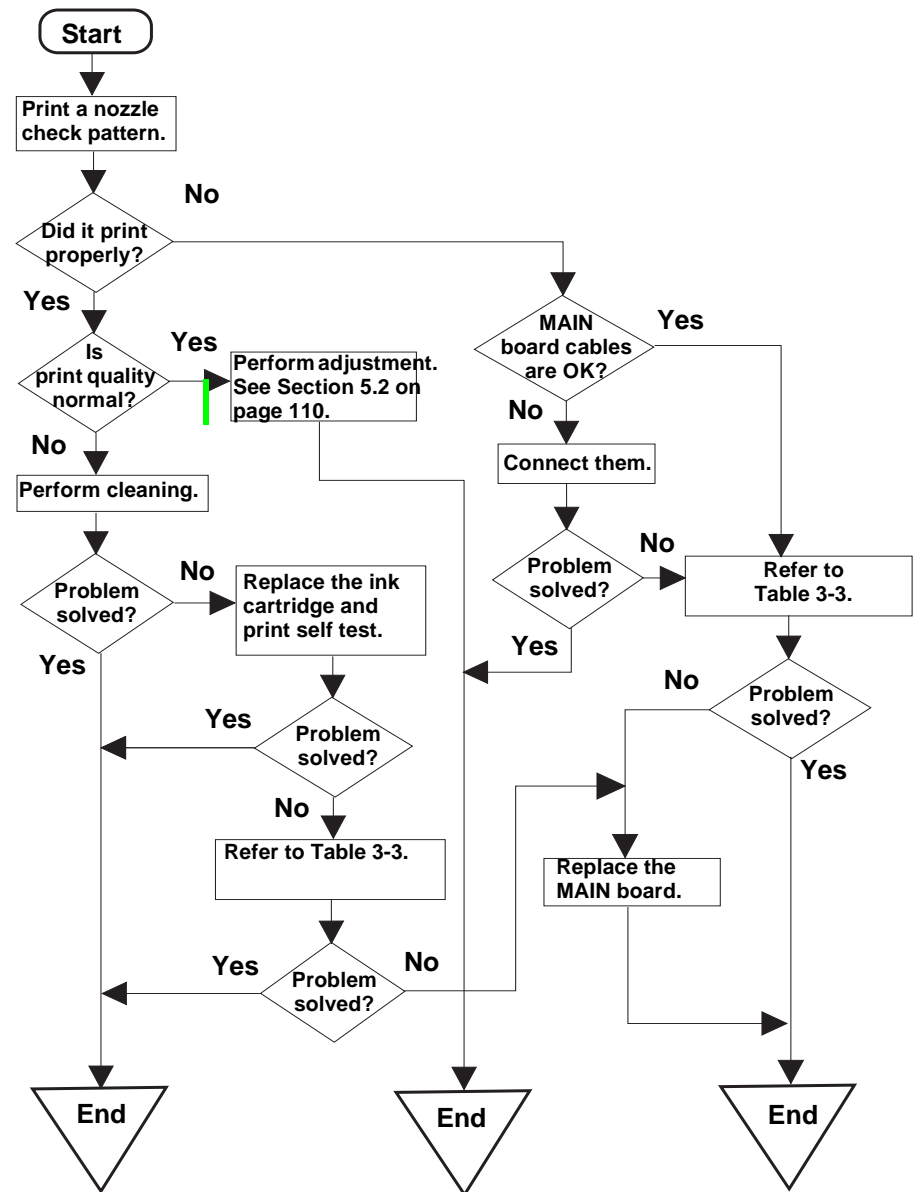 Start
Print a nozzle
check pattern.
No
Did it print
properly?
Yes
Is
print quality
normal?
Yes
Perform adjustment.
See Section 5.2 on
page 110.
MAIN
board cables
are OK?
Yes
No
No
Perform cleaning.
Connect them.
Problem
solved?
No
Replace the ink
cartridge and
print self test.
Problem
solved?
No
Refer to
Table 3-3.
Yes
Yes
Yes
Problem
solved?
No
Problem
solved?
Yes
No
Refer to Table 3-3.
Replace the
MAIN board.
Yes
Problem
solved?
No
End
End
End